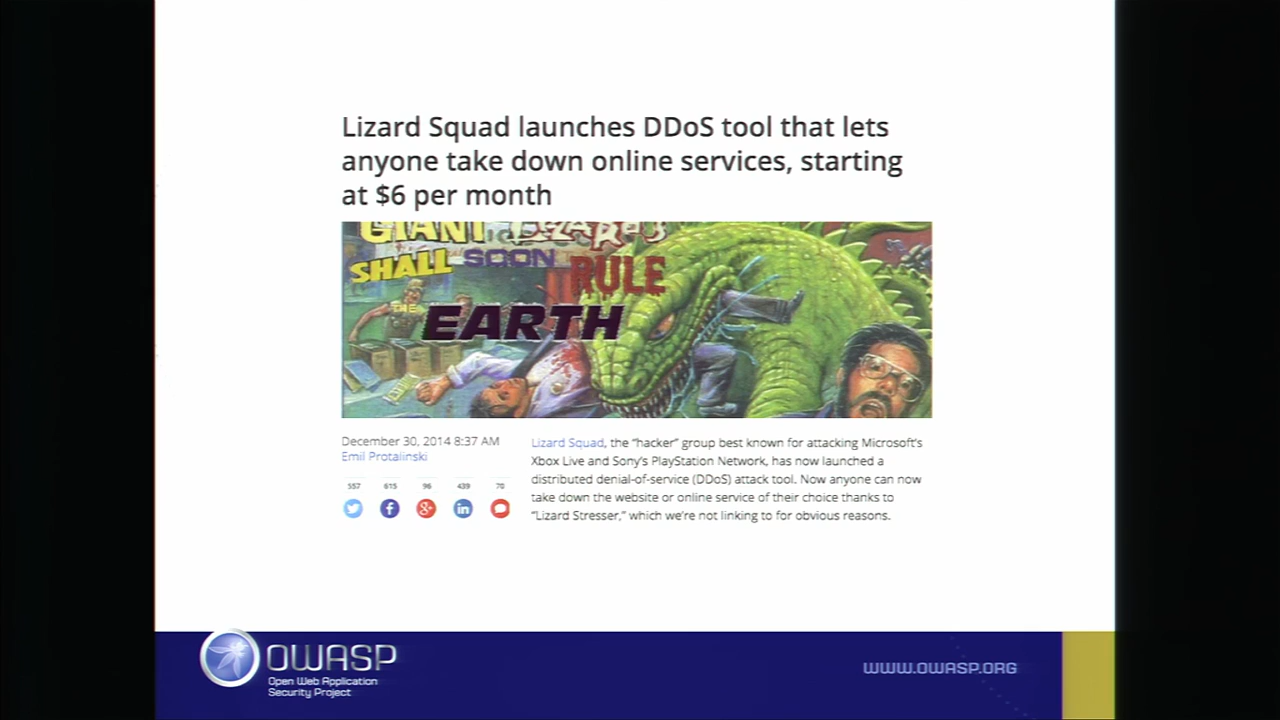 Lizard Squad launches DDoS tool that lets
anyone take down online services, starting
at $6 per month
GIANT LIZARDS
SHALL SOON RULE
THE EARTH
December 30, 2014 8:37 AM
Emil Protalinski
557 615 96 439 70
Lizard Squad, the "hacker" group best known for attacking Microsoft's
Xbox Live and Sony's PlayStation Network, has now launched a
distributed denial-of-service (DDoS) attack tool. Now anyone can now
take down the website or online service of their choice thanks to
"Lizard Stresser," which we're not linking to for obvious reasons.
OWASP
Open Web Application
Security Project
WWW.OWASP.ORG